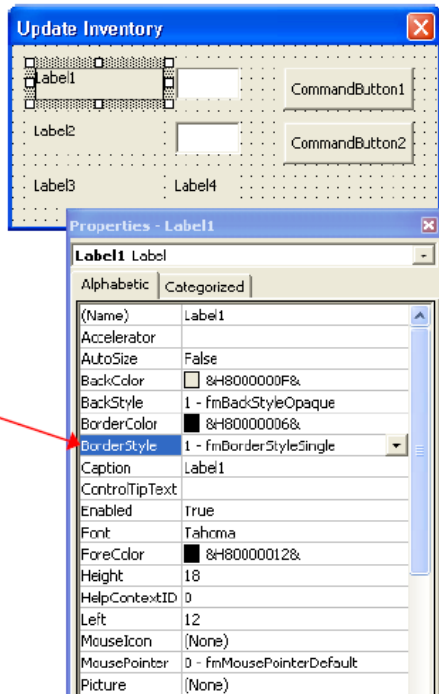 Update Inventory
Label1
CommandButton1
Label2
CommandButton2
Label3 Label4
Properties - Label1
Label1 Label
Alphabetic Categorized
(Name) Label1
Accelerator
AutoSize False
BackColor &H8000000F&
BackStyle 1 - fmBackStyleOpaque
BorderColor &H80000006&
BorderStyle 1 - fmBorderStyleSingle
Caption Label1
ControlTipText
Enabled True
Font Tahoma
ForeColor &H80000012&
Height 18
HelpContextID 0
Left 12
MouseIcon (None)
MousePointer 0 - fmMousePointerDefault
Picture (None)